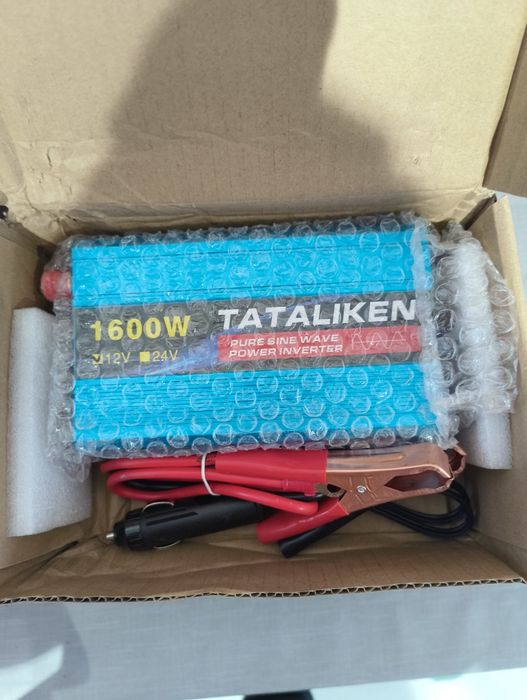 1600W
12V 24V
TATALIKEN
PURE SINE WAVE
POWER INVERTER